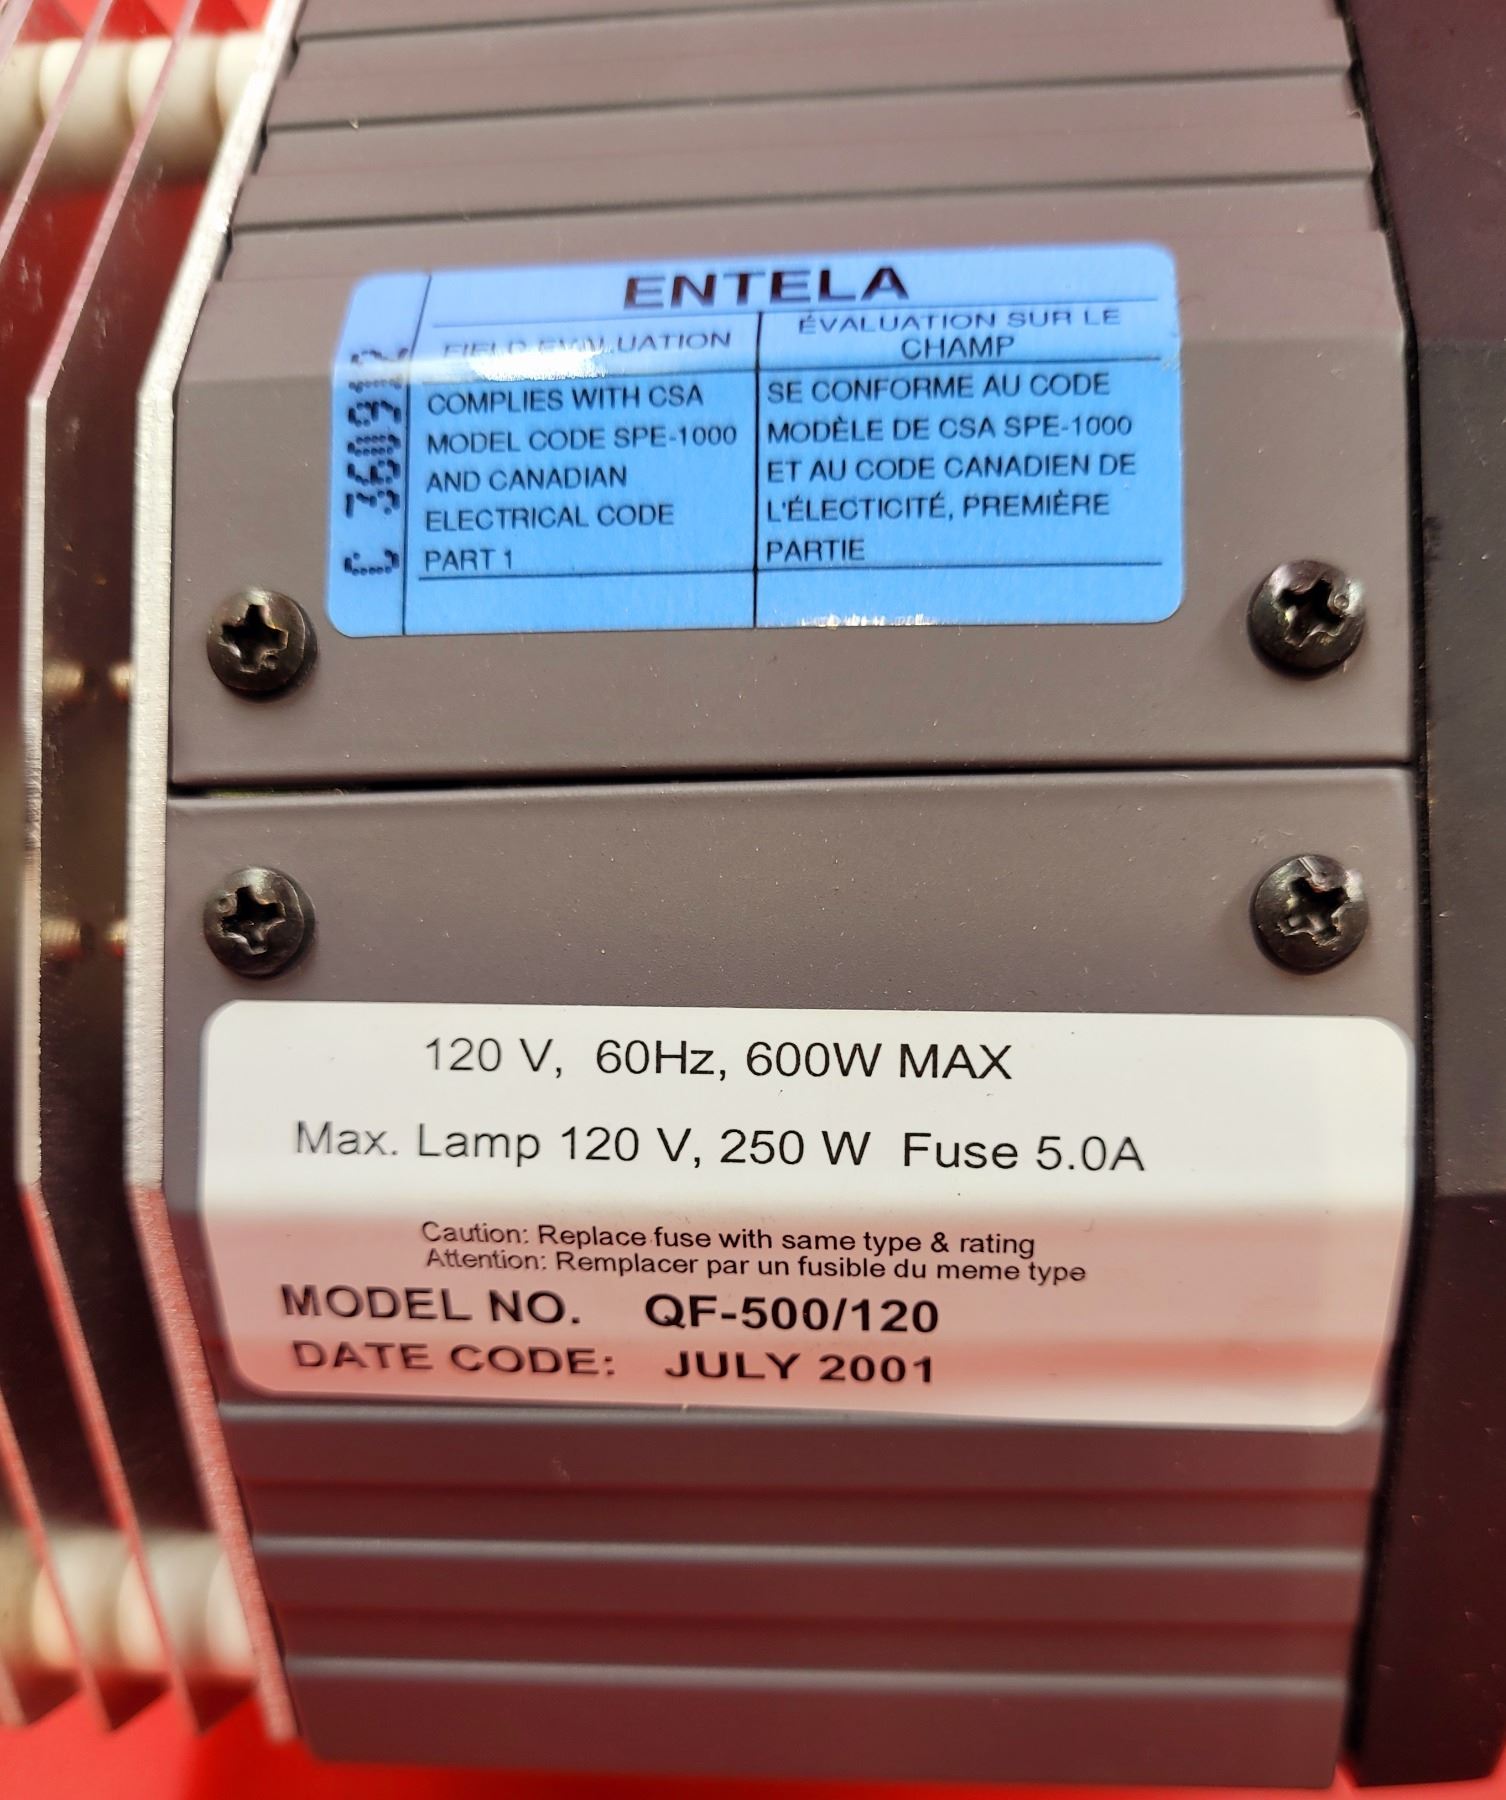 ENTELA
FIELD EVALUATION
ÉVALUATION SUR LE
CHAMP
COMPLIES WITH CSA
MODEL CODE SPE-1000
AND CANADIAN
ELECTRICAL CODE
PART 1
SE CONFORME AU CODE
MODÈLE DE CSA SPE-1000
ET AU CODE CANADIEN DE
L'ÉLECTICITÉ, PREMIÈRE
PARTIE
120 V, 60Hz, 600W MAX
Max. Lamp 120 V, 250 W Fuse 5.0A
Caution: Replace fuse with same type & rating
Attention: Remplacer par un fusible du meme type
MODEL NO. QF-500/120
DATE CODE: JULY 2001